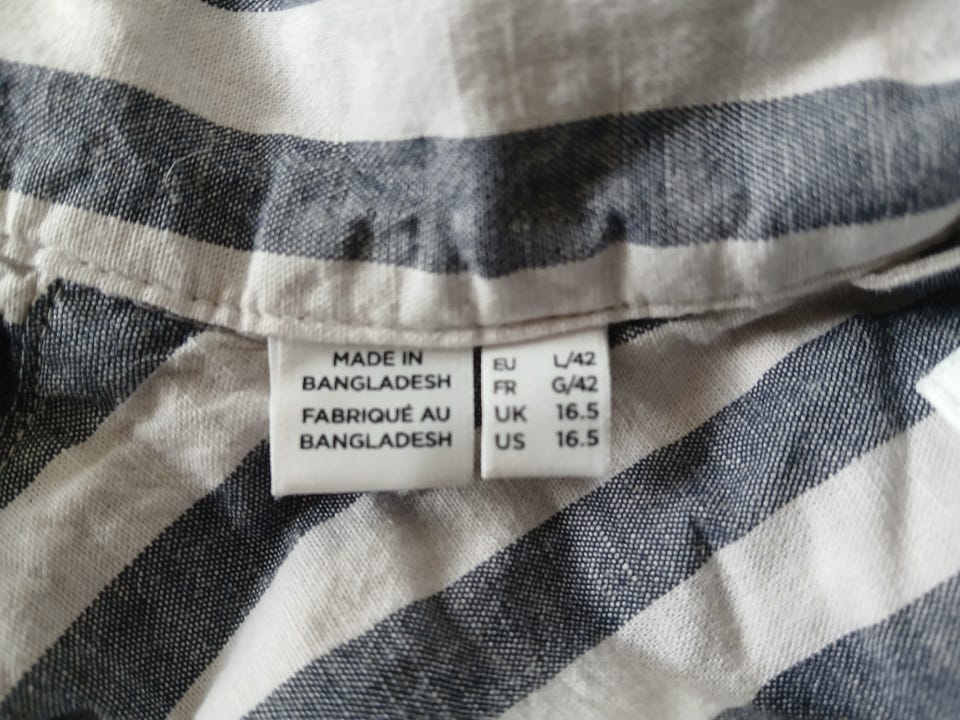 MADE IN
BANGLADESH
FABRIQUÉ AU
BANGLADESH
EU L/42
FR G/42
UK 16.5
US 16.5